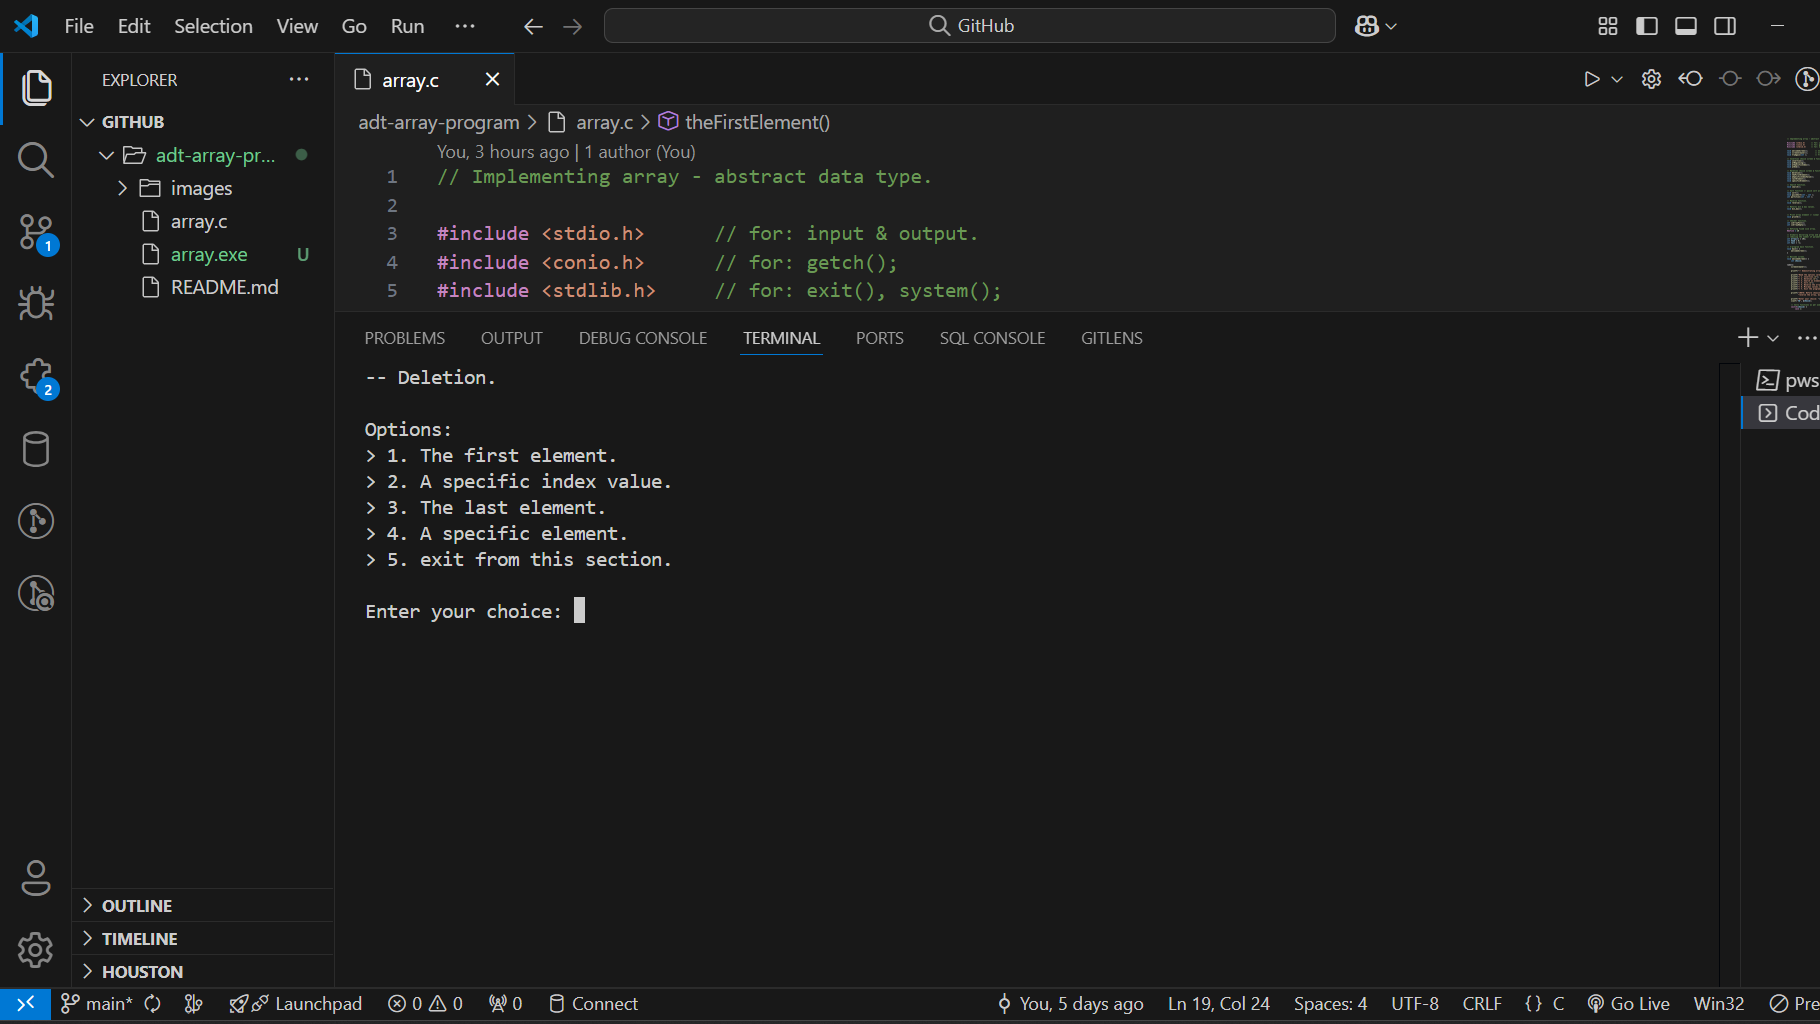 File Edit Selection View Go Run ··· GitHub
EXPLORER ···
GITHUB
adt-array-pr...
images
array.c
array.exe U
README.md
1
2
array.c
adt-array-program > array.c > theFirstElement()
You, 3 hours ago | 1 author (You)
1 // Implementing array - abstract data type.
2
3 #include <stdio.h> // for: input & output.
4 #include <conio.h> // for: getch();
5 #include <stdlib.h> // for: exit(), system();
PROBLEMS OUTPUT DEBUG CONSOLE TERMINAL PORTS SQL CONSOLE GITLENS
-- Deletion.
Options:
> 1. The first element.
> 2. A specific index value.
> 3. The last element.
> 4. A specific element.
> 5. exit from this section.
Enter your choice:
pws
Cod
OUTLINE
TIMELINE
HOUSTON
main* Launchpad 0 0 0 Connect You, 5 days ago Ln 19, Col 24 Spaces: 4 UTF-8 CRLF {} C Go Live Win32 Pre